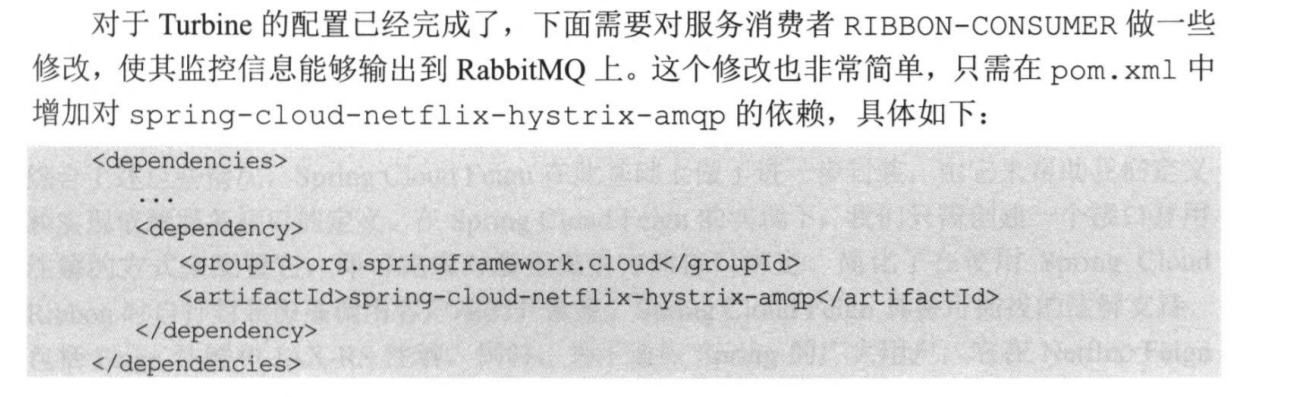 对于 Turbine 的配置已经完成了，下面需要对服务消费者 RIBBON-CONSUMER 做一些
修改，使其监控信息能够输出到 RabbitMQ 上。这个修改也非常简单，只需在 pom.xml 中
增加对 spring-cloud-netflix-hystrix-amqp 的依赖，具体如下：
<dependencies>
...
<dependency>
<groupId>org.springframework.cloud</groupId>
<artifactId>spring-cloud-netflix-hystrix-amqp</artifactId>
</dependency>
</dependencies>